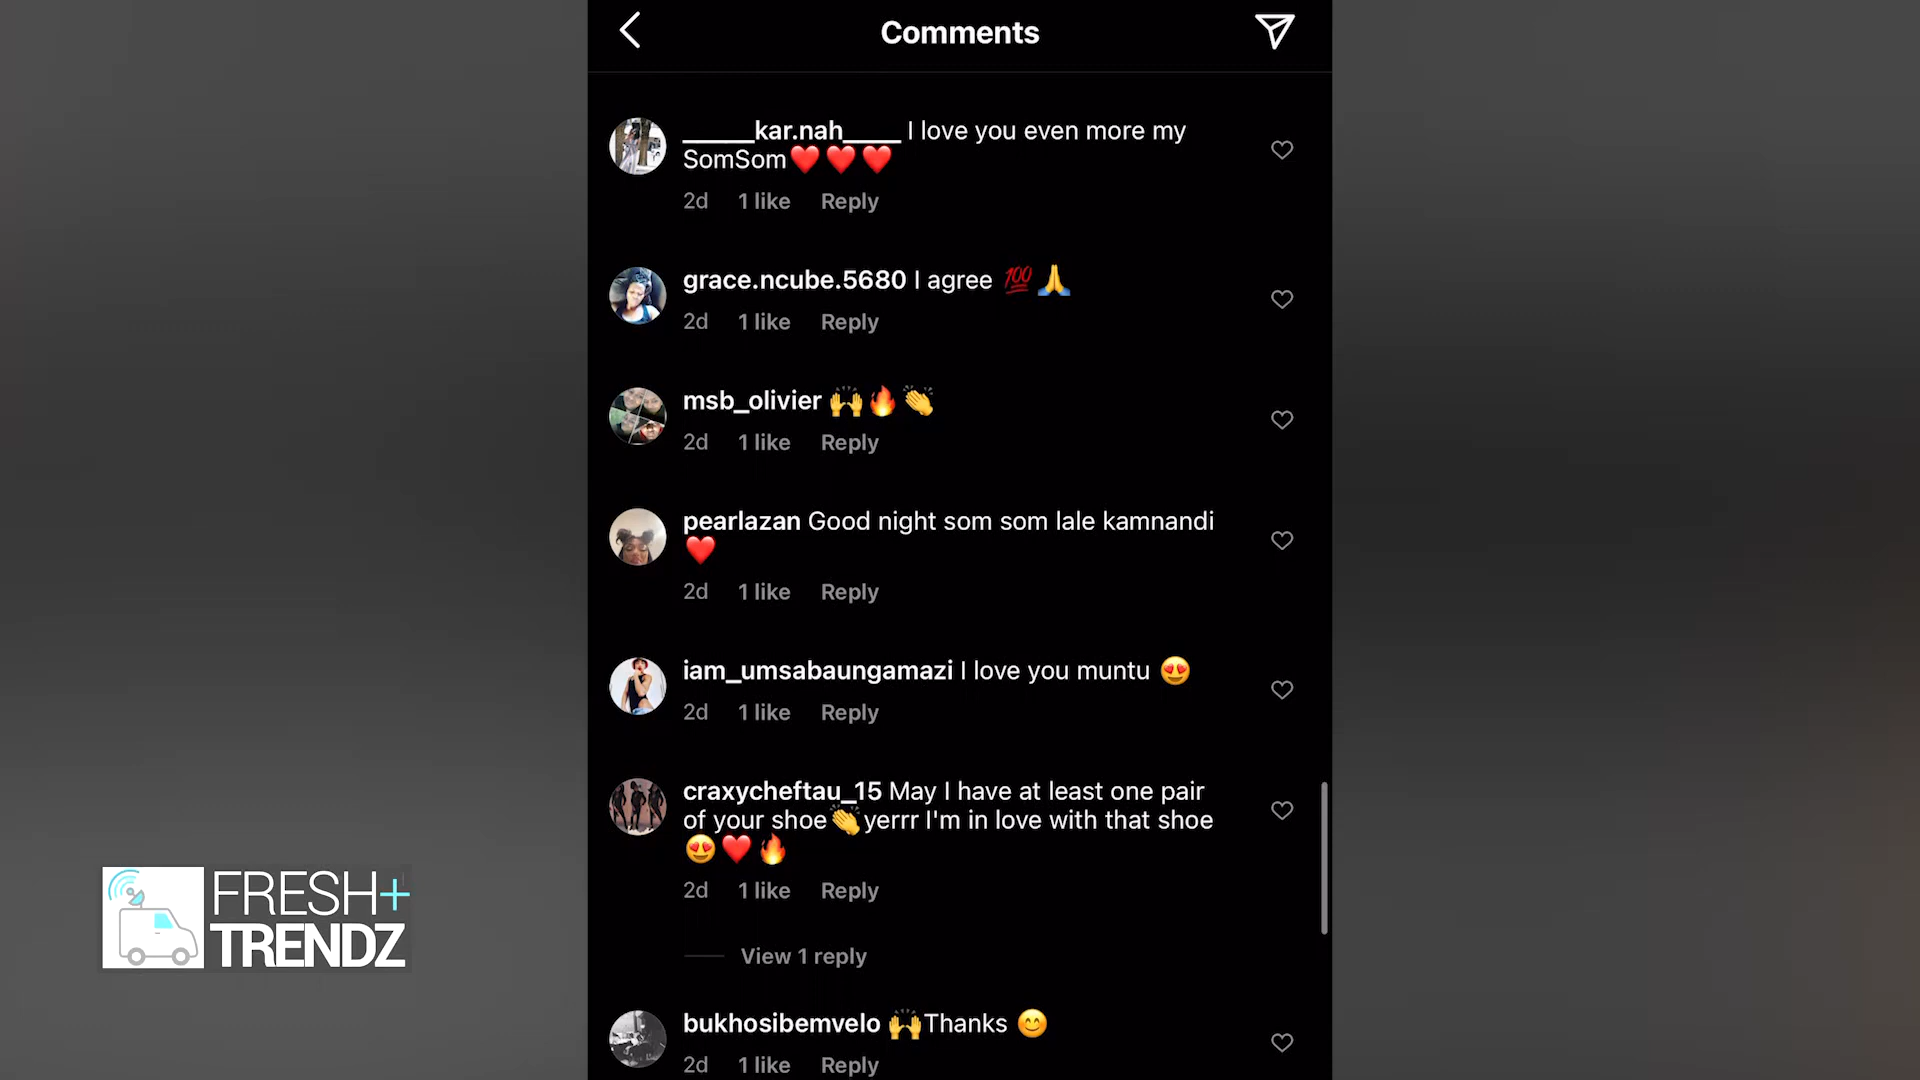 Comments
_____kar.nah____ I love you even more my
SomSom❤️❤️❤️
2d 1 like Reply
grace.ncube.5680 I agree 💯🙏
2d 1 like Reply
msb_olivier 🙌🔥👏
2d 1 like Reply
pearlazan Good night som som lale kamnandi
❤️
2d 1 like Reply
iam_umsabaungamazi I love you muntu 😍
2d 1 like Reply
craxycheftau_15 May I have at least one pair
of your shoe👏yerrr I'm in love with that shoe
😍❤️🔥
2d 1 like Reply
View 1 reply
bukhosibemvelo 🙌Thanks 😊
2d 1 like Reply
FRESH+
TRENDZ